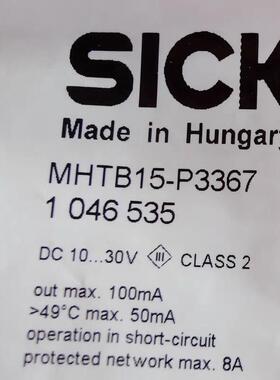 SICK
Made in Hungary
MHTB15-P3367
1 046 535
DC 10...30V III CLASS 2
out max. 100mA
>49°C max. 50mA
operation in short-circuit
protected network max. 8A